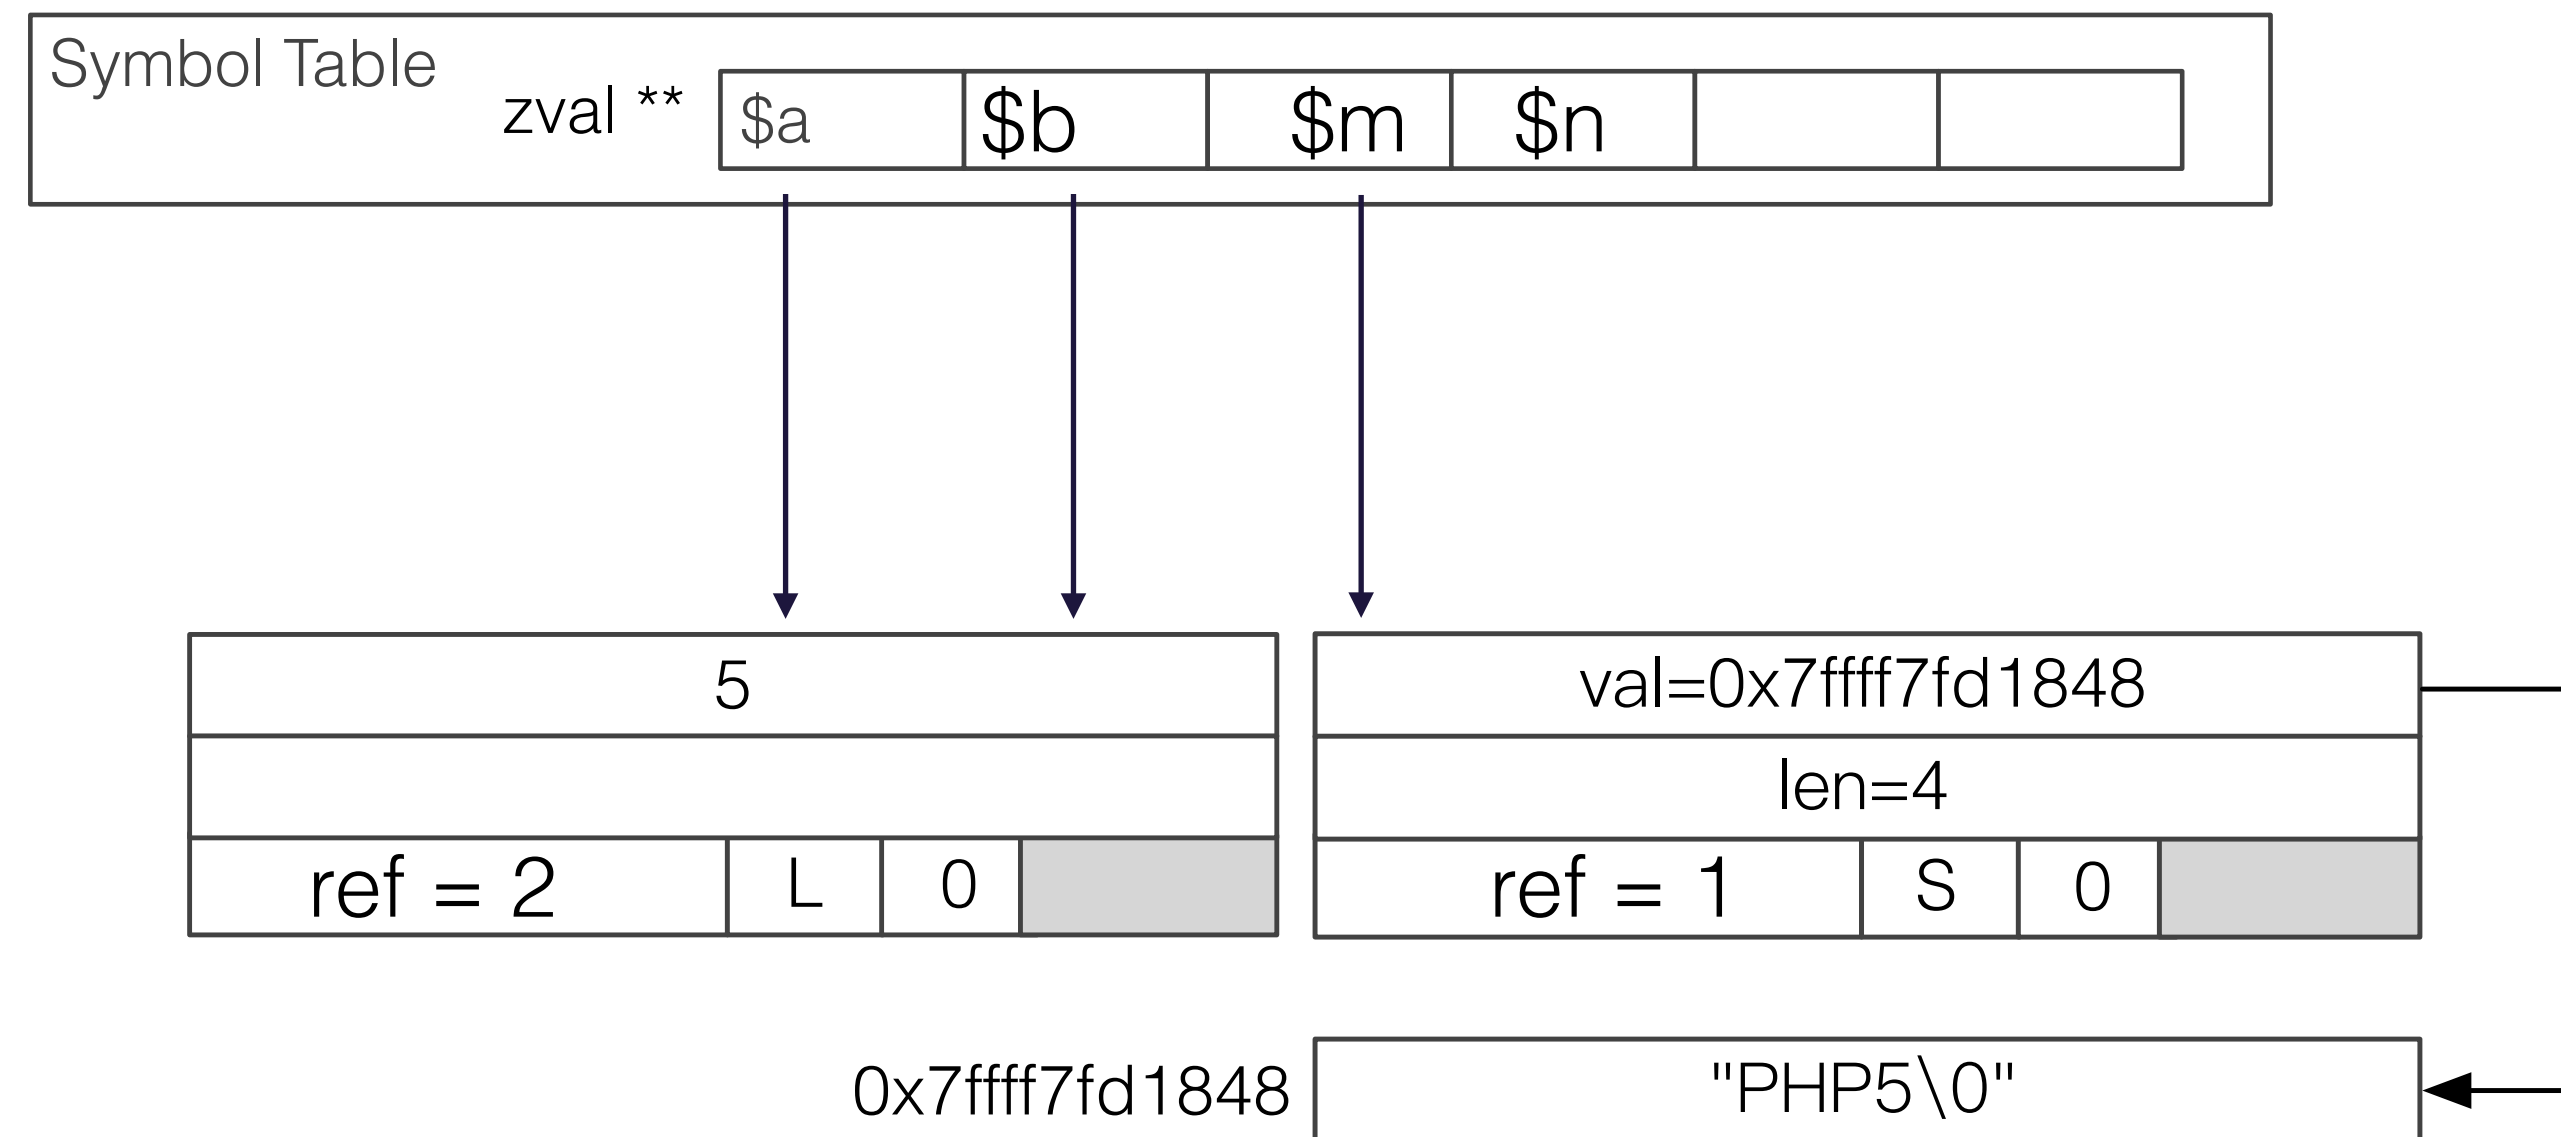 Symbol Table
zval ** $a $b $m $n
5
val=0x7ffff7fd1848
len=4
ref = 2 L 0
ref = 1 S 0
0x7ffff7fd1848 "PHP5\0"